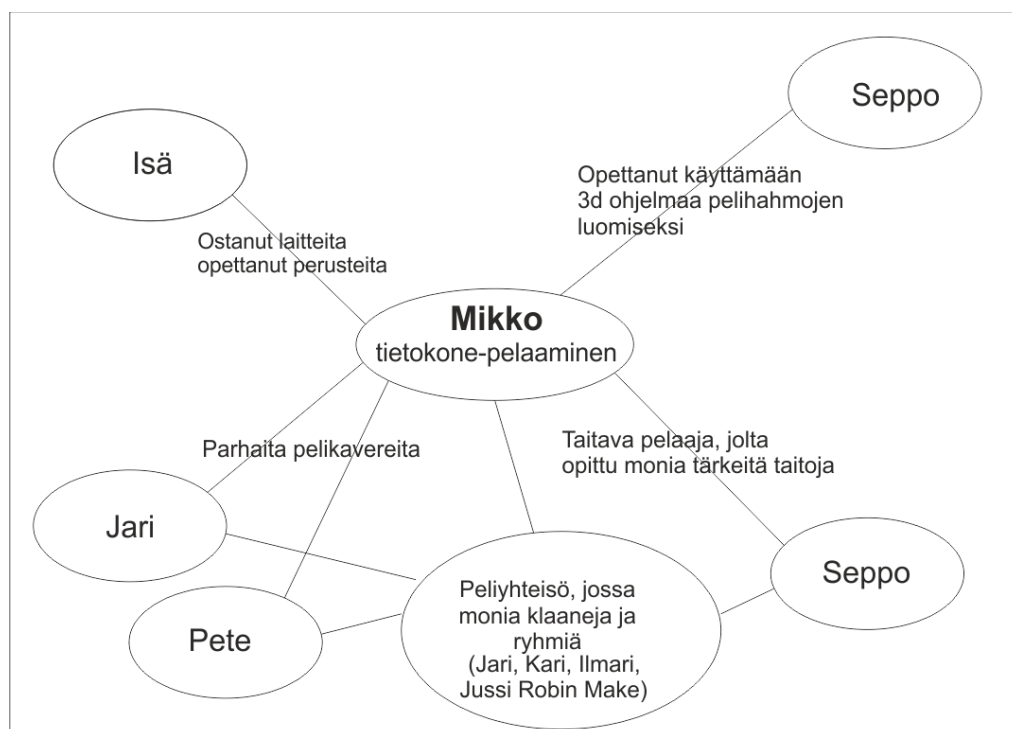 Seppo
Isä
Opettanut käyttämään
3d ohjelmaa pelihahmojen
luomiseksi
Ostanut laitteita
opettanut perusteita
Mikko
tietokone-pelaaminen
Parhaita pelikavereita
Taitava pelaaja, jolta
opittu monia tärkeitä taitoja
Jari
Seppo
Pete
Peliyhteisö, jossa
monia klaaneja ja
ryhmiä
(Jari, Kari, Ilmari,
Jussi Robin Make)